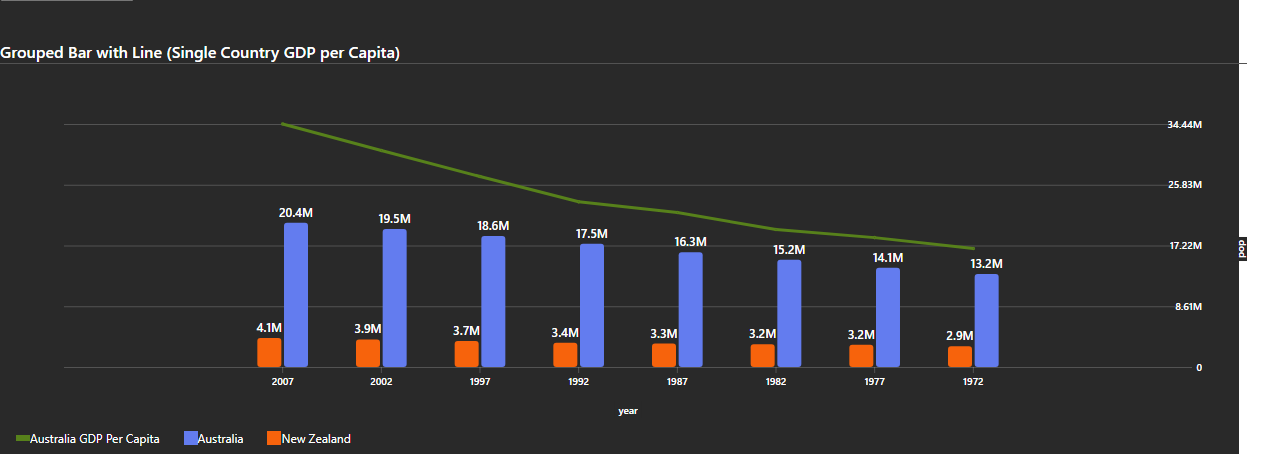 Grouped Bar with Line (Single Country GDP per Capita)
34.44M
25.83M
17.22M
8.61M
0
pop
20.4M
19.5M
18.6M
17.5M
16.3M
15.2M
14.1M
13.2M
4.1M
3.9M
3.7M
3.4M
3.3M
3.2M
3.2M
2.9M
2007 2002 1997 1992 1987 1982 1977 1972
year
Australia GDP Per Capita Australia New Zealand